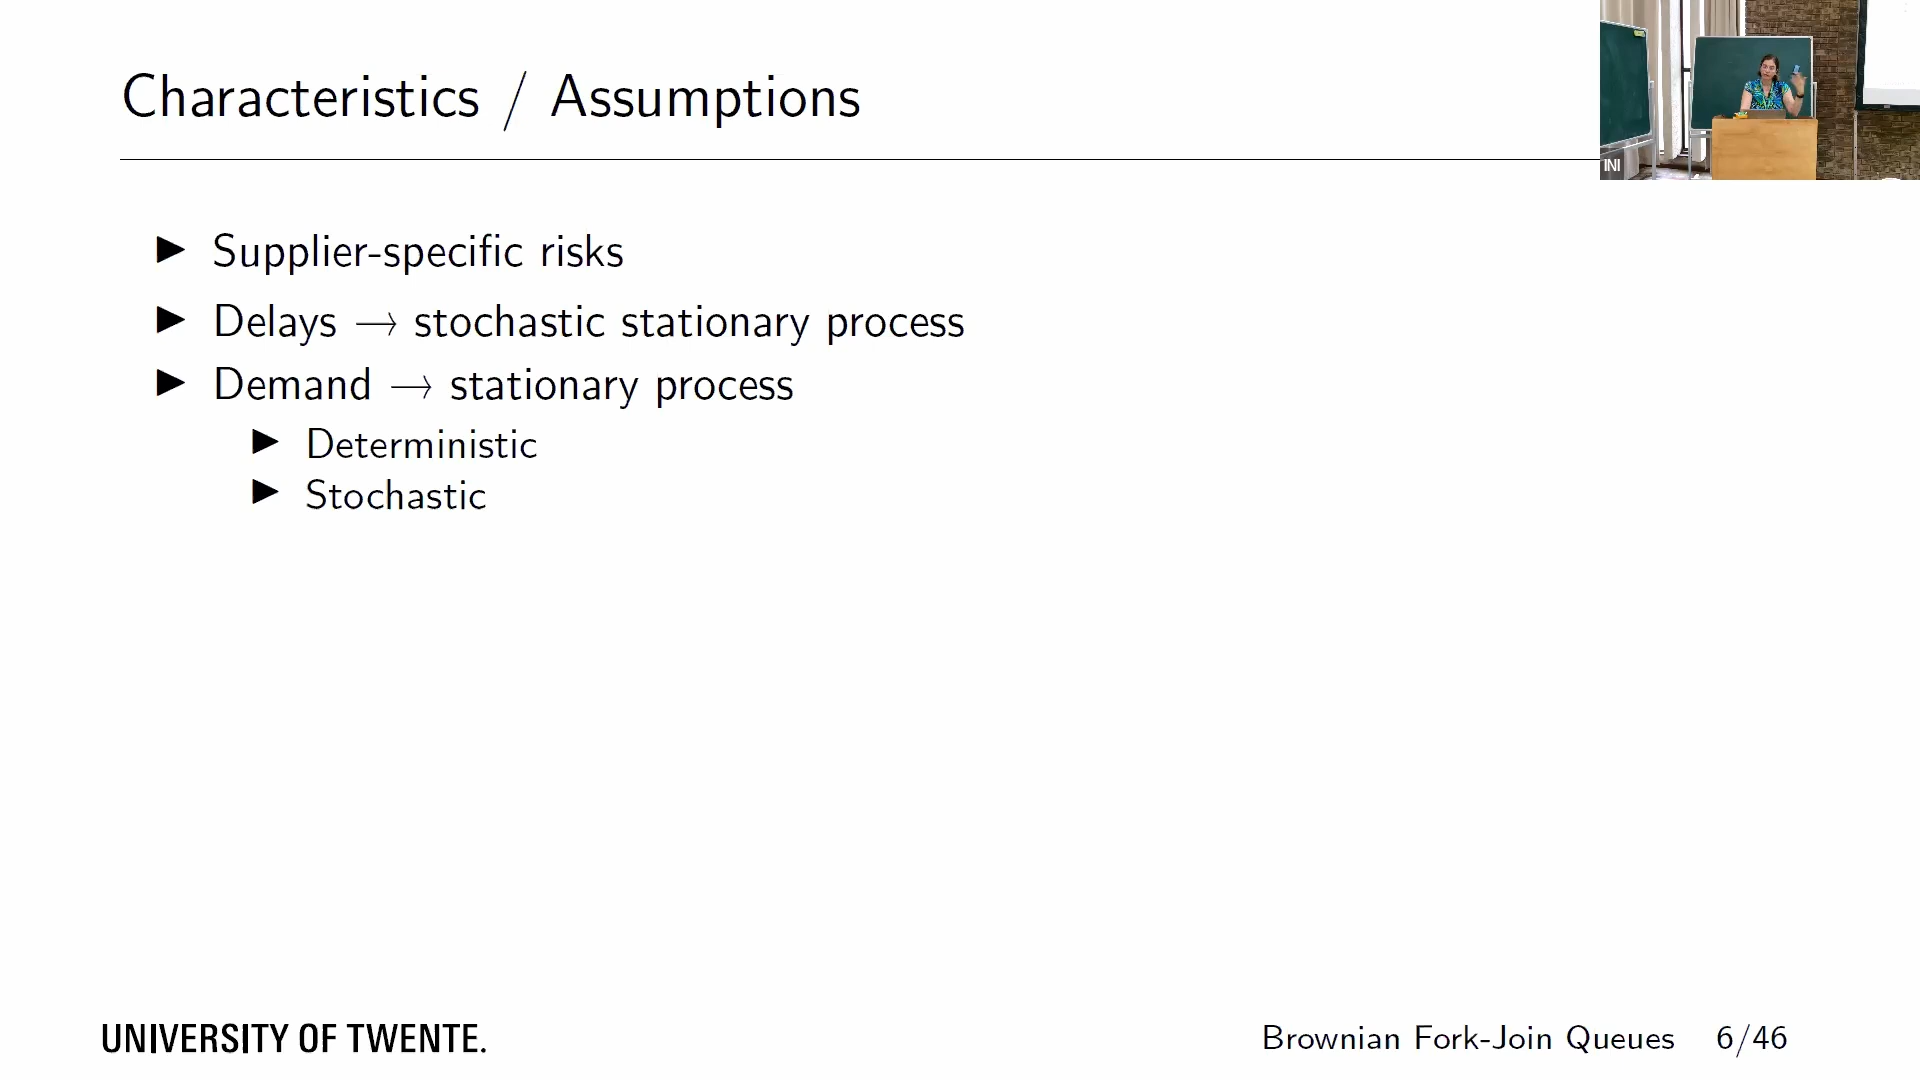 Characteristics / Assumptions
INI
▶ Supplier-specific risks
▶ Delays → stochastic stationary process
▶ Demand → stationary process
▶ Deterministic
▶ Stochastic
UNIVERSITY OF TWENTE.
Brownian Fork-Join Queues 6/46